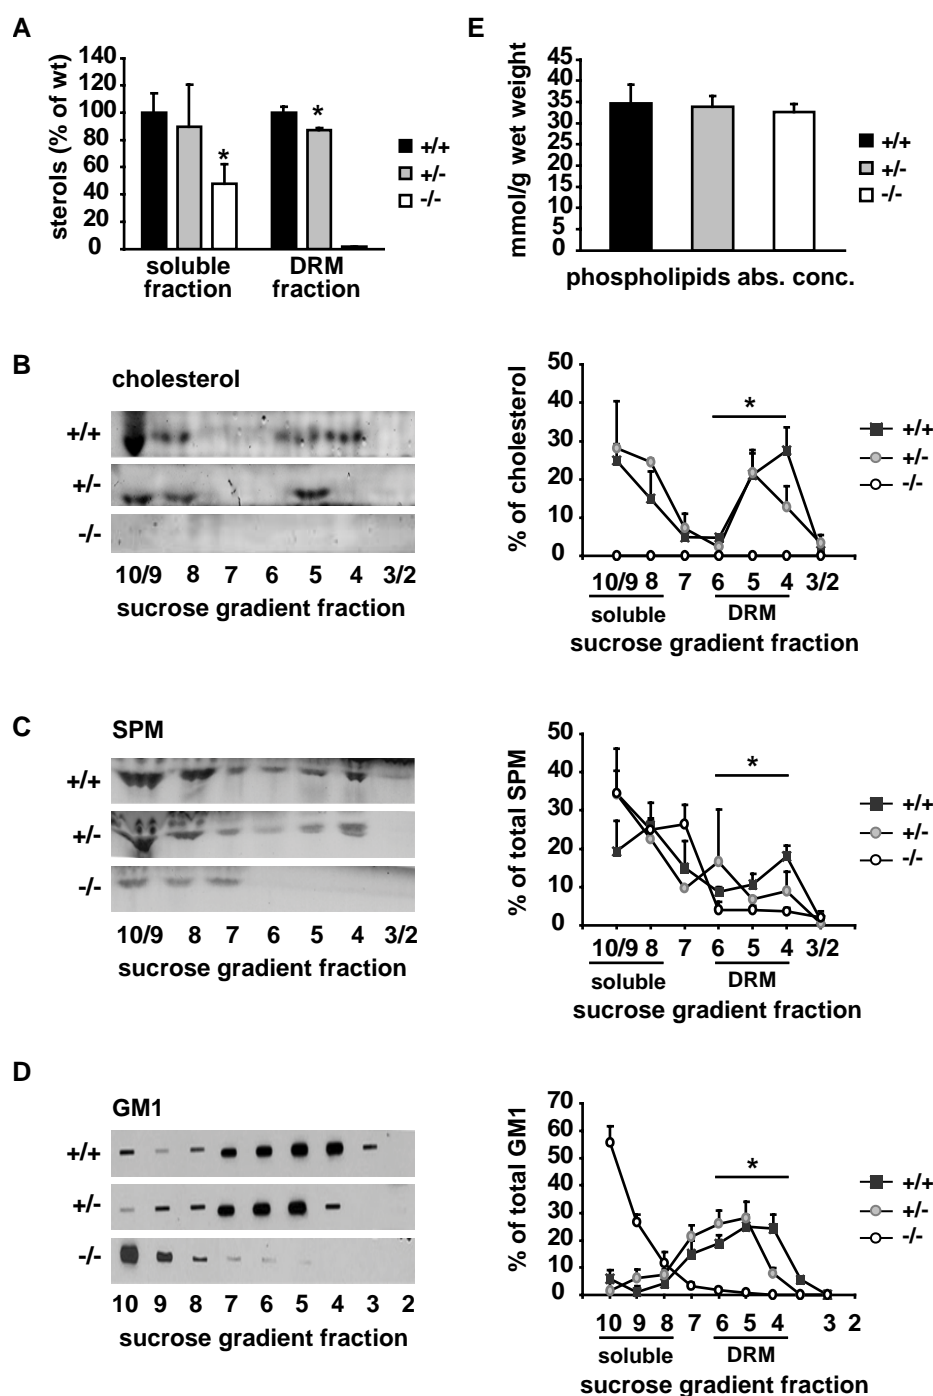 A
sterols (% of wt)
140
120
100
80
60
40
20
0
*
*
+/+
+/-
-/-
soluble
fraction
DRM
fraction
E
mmol/g wet weight
45
40
35
30
25
20
15
10
5
0
+/+
+/-
-/-
phospholipids abs. conc.
B
cholesterol
+/+
+/-
-/-
10/9 8 7 6 5 4 3/2
sucrose gradient fraction
% of cholesterol
50
40
30
20
10
0
*
+/+
+/-
-/-
10/9 8 7 6 5 4 3/2
soluble DRM
sucrose gradient fraction
C
SPM
+/+
+/-
-/-
10/9 8 7 6 5 4 3/2
sucrose gradient fraction
% of total SPM
50
40
30
20
10
0
*
+/+
+/-
-/-
10/9 8 7 6 5 4 3/2
soluble DRM
sucrose gradient fraction
D
GM1
+/+
+/-
-/-
10 9 8 7 6 5 4 3 2
sucrose gradient fraction
% of total GM1
70
60
50
40
30
20
10
0
*
+/+
+/-
-/-
10 9 8 7 6 5 4 3 2
soluble DRM
sucrose gradient fraction